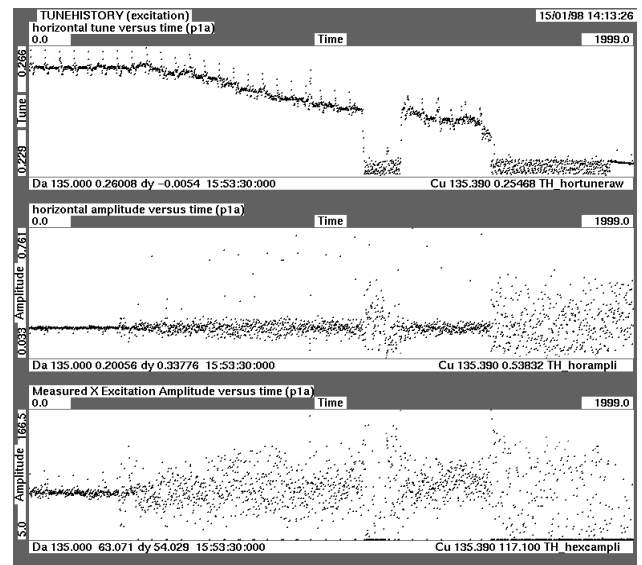 TUNEHISTORY (excitation) 15/01/98 14:13:26
horizontal tune versus time (p1a)
0.0 Time 1999.0
0.266
Tune
0.229
Da 135.000 0.26008 dy -0.0054 15:53:30:000 Cu 135.390 0.25468 TH_hortuneraw
horizontal amplitude versus time (p1a)
0.0 Time 1999.0
0.761
Amplitude
0.038
Da 135.000 0.20056 dy 0.33776 15:53:30:000 Cu 135.390 0.53832 TH_horampli
Measured X Excitation Amplitude versus time (p1a)
0.0 Time 1999.0
166.5
Amplitude
5.0
Da 135.000 63.071 dy 54.029 15:53:30:000 Cu 135.390 117.100 TH_hexcampli